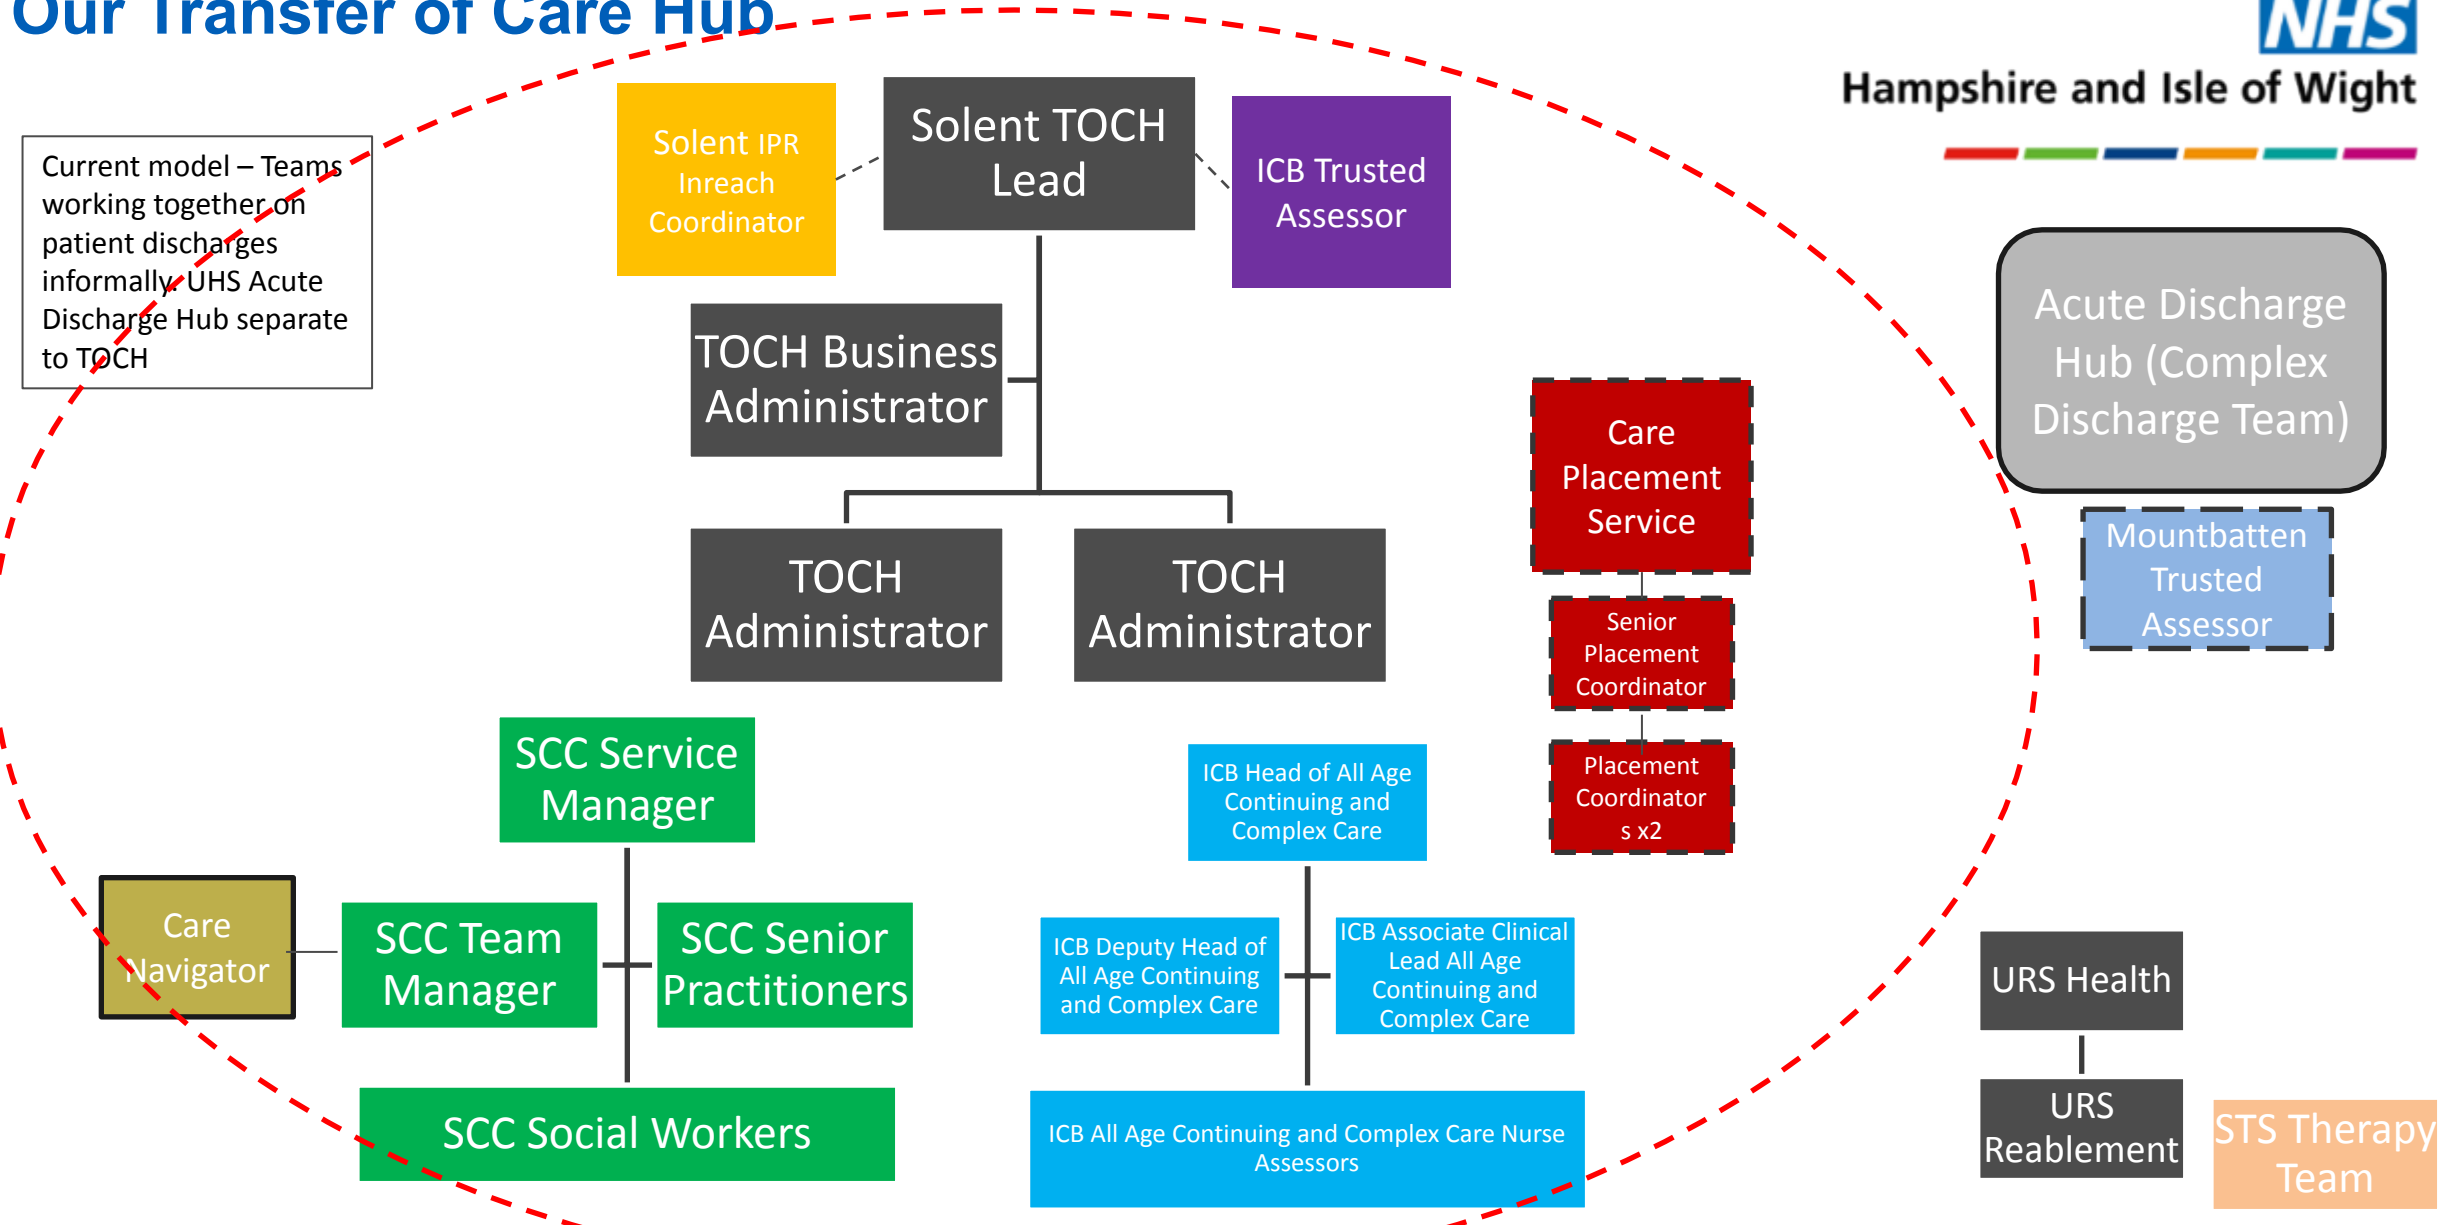 Our Transfer of Care Hub
NHS
Hampshire and Isle of Wight
Current model – Teams
working together on
patient discharges
informally. UHS Acute
Discharge Hub separate
to TOCH
Solent IPR
Inreach
Coordinator
Solent TOCH
Lead
ICB Trusted
Assessor
TOCH Business
Administrator
TOCH
Administrator
TOCH
Administrator
Care
Placement
Service
Senior
Placement
Coordinator
Placement
Coordinator
s x2
Acute Discharge
Hub (Complex
Discharge Team)
Mountbatten
Trusted
Assessor
SCC Service
Manager
Care
Navigator
SCC Team
Manager
SCC Senior
Practitioners
SCC Social Workers
ICB Head of All Age
Continuing and
Complex Care
ICB Deputy Head of
All Age Continuing
and Complex Care
ICB Associate Clinical
Lead All Age
Continuing and
Complex Care
ICB All Age Continuing and Complex Care Nurse
Assessors
URS Health
URS
Reablement
STS Therapy
Team